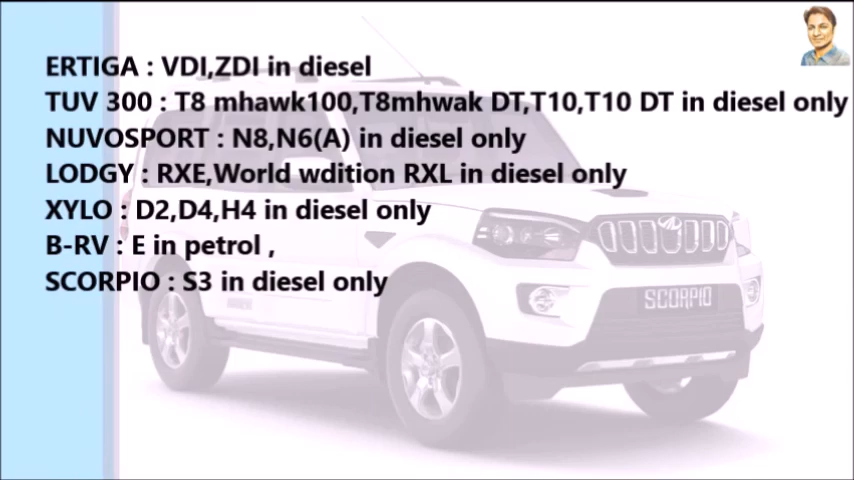 ERTIGA : VDI,ZDI in diesel
TUV 300 : T8 mhawk100,T8mhwak DT,T10,T10 DT in diesel only
NUVOSPORT : N8,N6(A) in diesel only
LODGY : RXE,World wdition RXL in diesel only
XYLO : D2,D4,H4 in diesel only
B-RV : E in petrol ,
SCORPIO : S3 in diesel only
SCORPIO